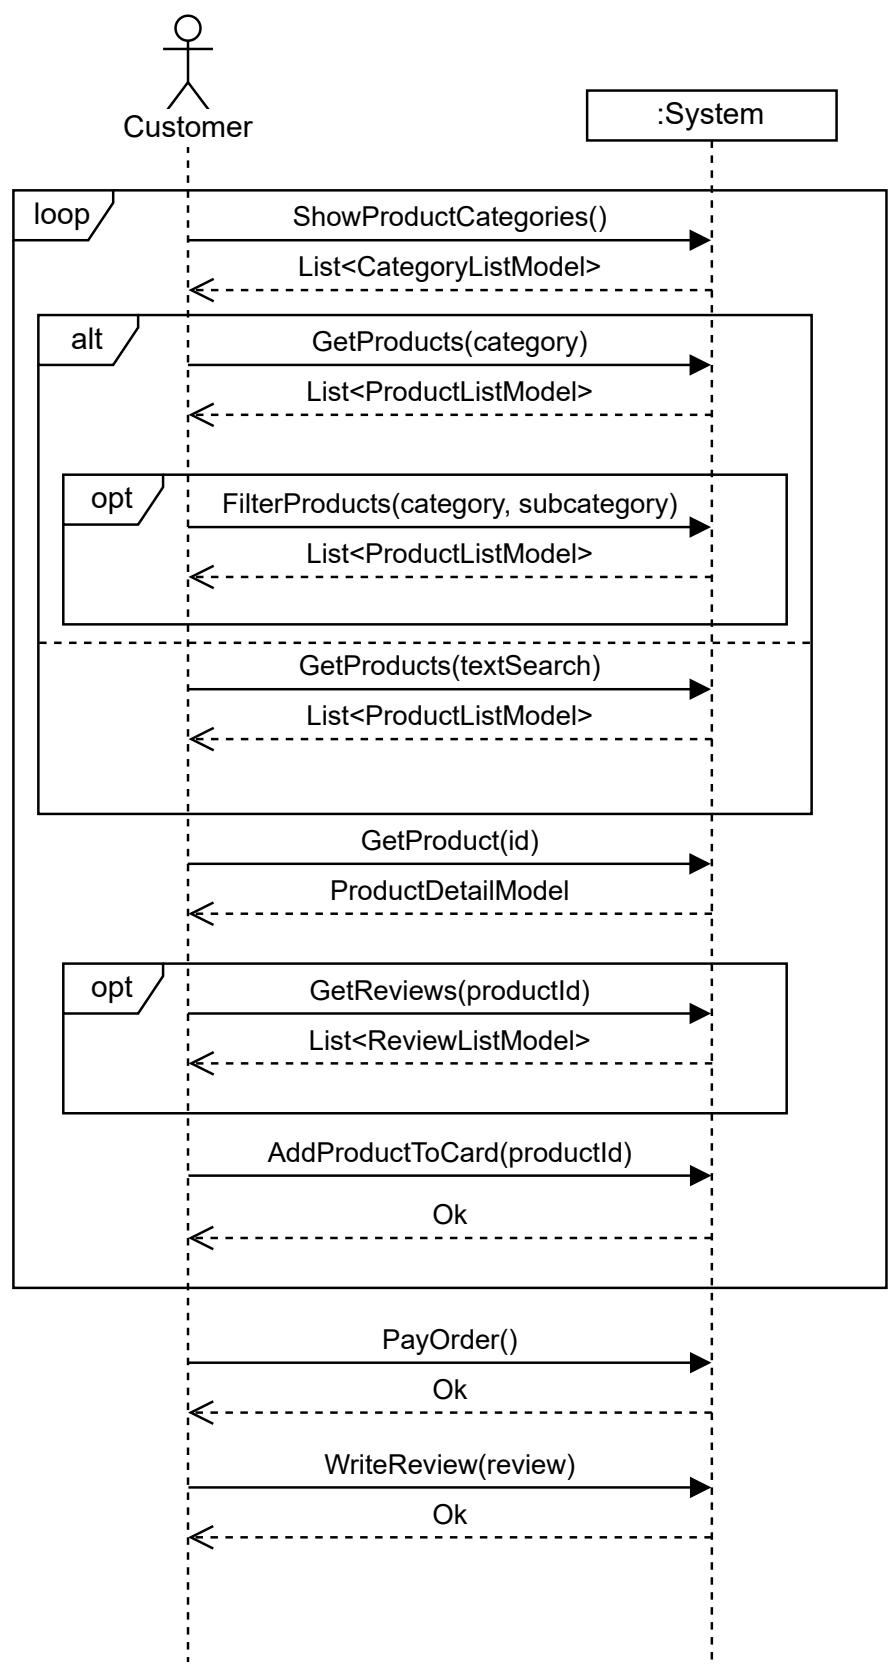 Customer
:System
loop
ShowProductCategories()
List<CategoryListModel>
alt
GetProducts(category)
List<ProductListModel>
opt
FilterProducts(category, subcategory)
List<ProductListModel>
GetProducts(textSearch)
List<ProductListModel>
GetProduct(id)
ProductDetailModel
opt
GetReviews(productId)
List<ReviewListModel>
AddProductToCard(productId)
Ok
PayOrder()
Ok
WriteReview(review)
Ok